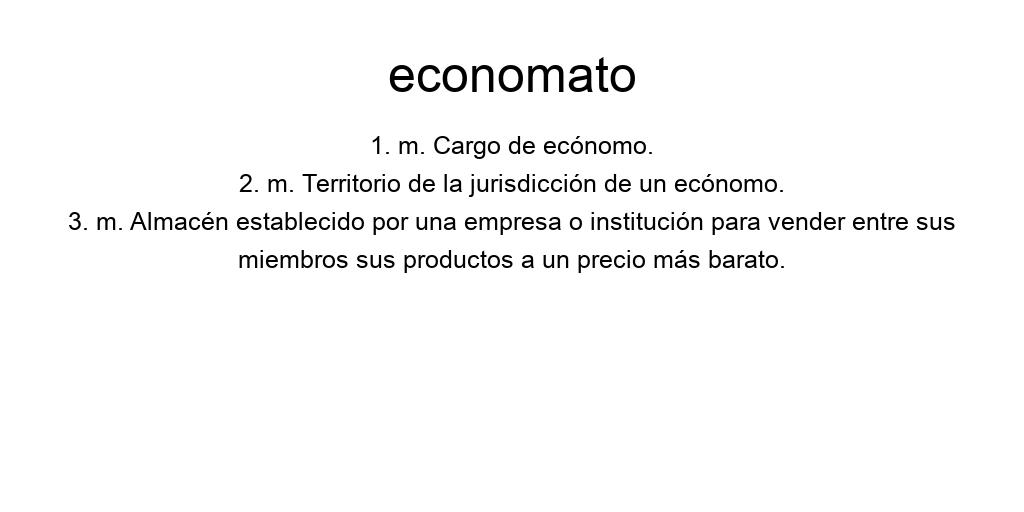 economato
1. m. Cargo de ecónomo.
2. m. Territorio de la jurisdicción de un ecónomo.
3. m. Almacén establecido por una empresa o institución para vender entre sus
miembros sus productos a un precio más barato.